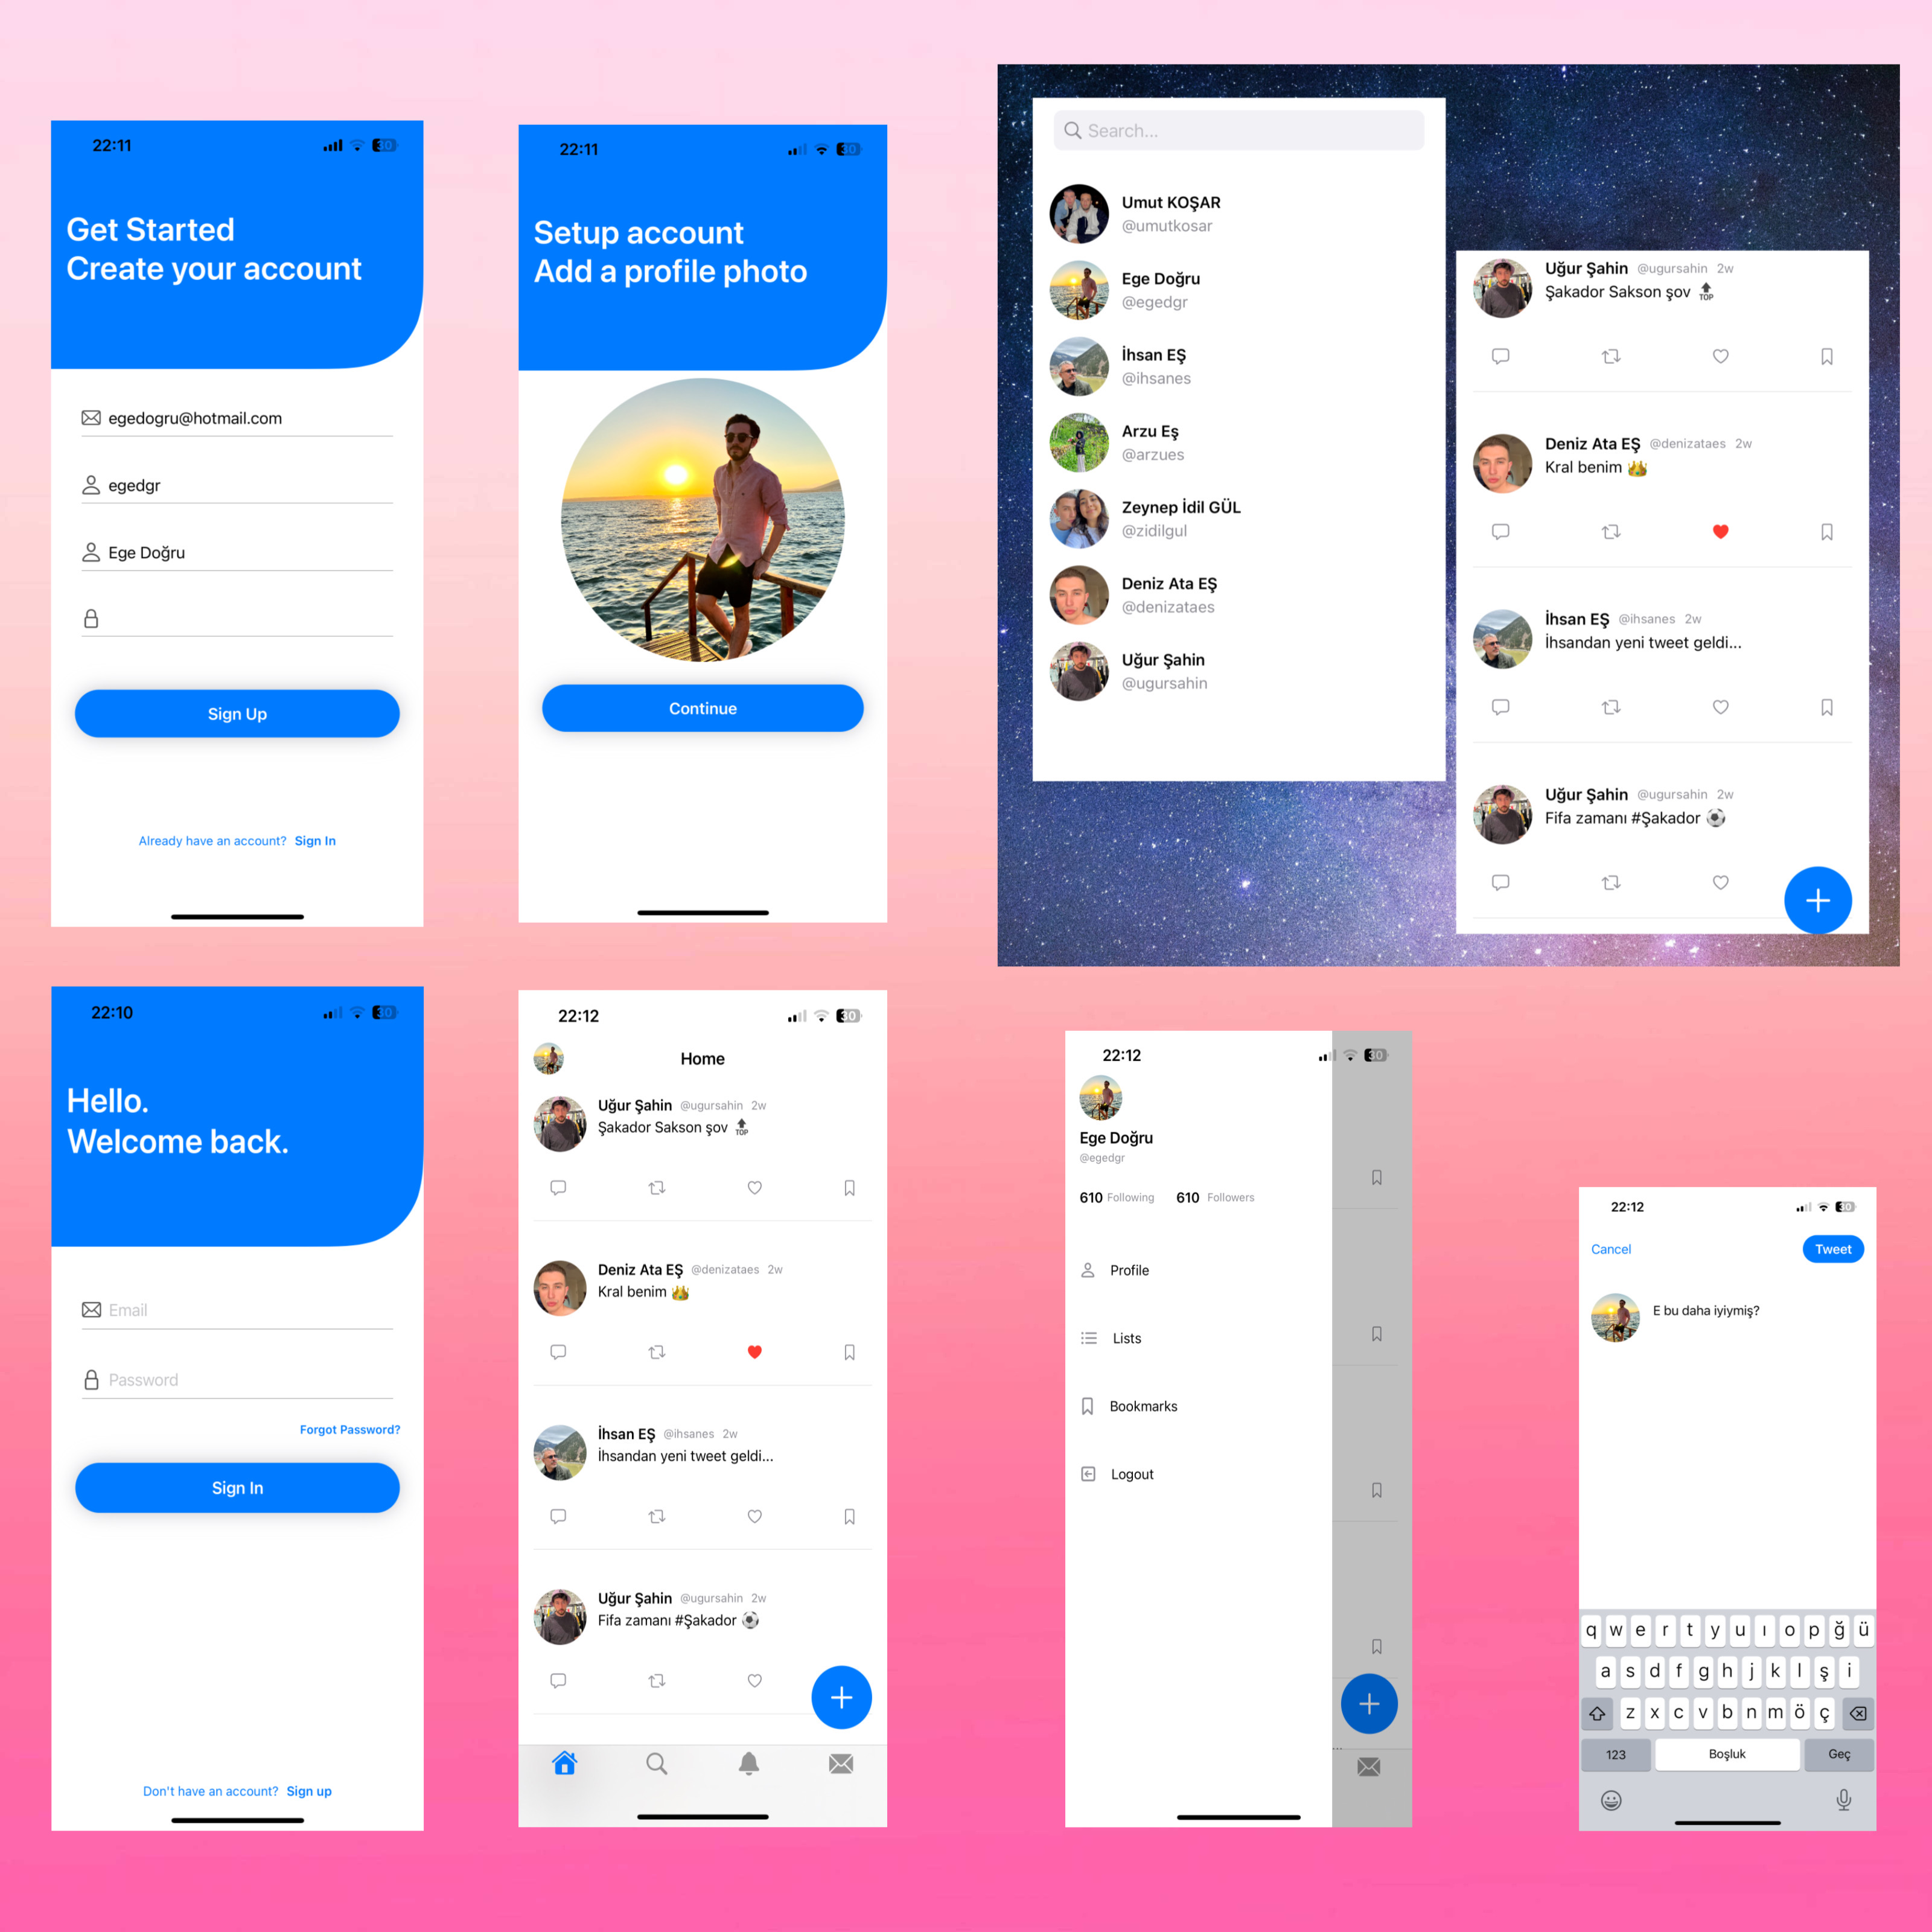 22:11
30
Get Started
Create your account
egedogru@hotmail.com
egedgr
Ege Doğru
Sign Up
Already have an account? Sign In
22:11
30
Setup account
Add a profile photo
Continue
Search...
Umut KOŞAR
@umutkosar
Ege Doğru
@egedgr
İhsan EŞ
@ihsanes
Arzu Eş
@arzues
Zeynep İdil GÜL
@zidilgul
Deniz Ata EŞ
@denizataes
Uğur Şahin
@ugursahin
Uğur Şahin @ugursahin 2w
Şakador Sakson şov 🔝
Deniz Ata EŞ @denizataes 2w
Kral benim 👑
İhsan EŞ @ihsanes 2w
İhsandan yeni tweet geldi...
Uğur Şahin @ugursahin 2w
Fifa zamanı #Şakador ⚽
22:10
30
Hello.
Welcome back.
Email
Password
Forgot Password?
Sign In
Don't have an account? Sign up
22:12
30
Home
Uğur Şahin @ugursahin 2w
Şakador Sakson şov 🔝
Deniz Ata EŞ @denizataes 2w
Kral benim 👑
İhsan EŞ @ihsanes 2w
İhsandan yeni tweet geldi...
Uğur Şahin @ugursahin 2w
Fifa zamanı #Şakador ⚽
22:12
30
Ege Doğru
@egedgr
610 Following 610 Followers
Profile
Lists
Bookmarks
Logout
22:12
30
Cancel
Tweet
E bu daha iyiymiş?
q w e r t y u ı o p ğ ü
a s d f g h j k l ş i
z x c v b n m ö ç
123 Boşluk Geç